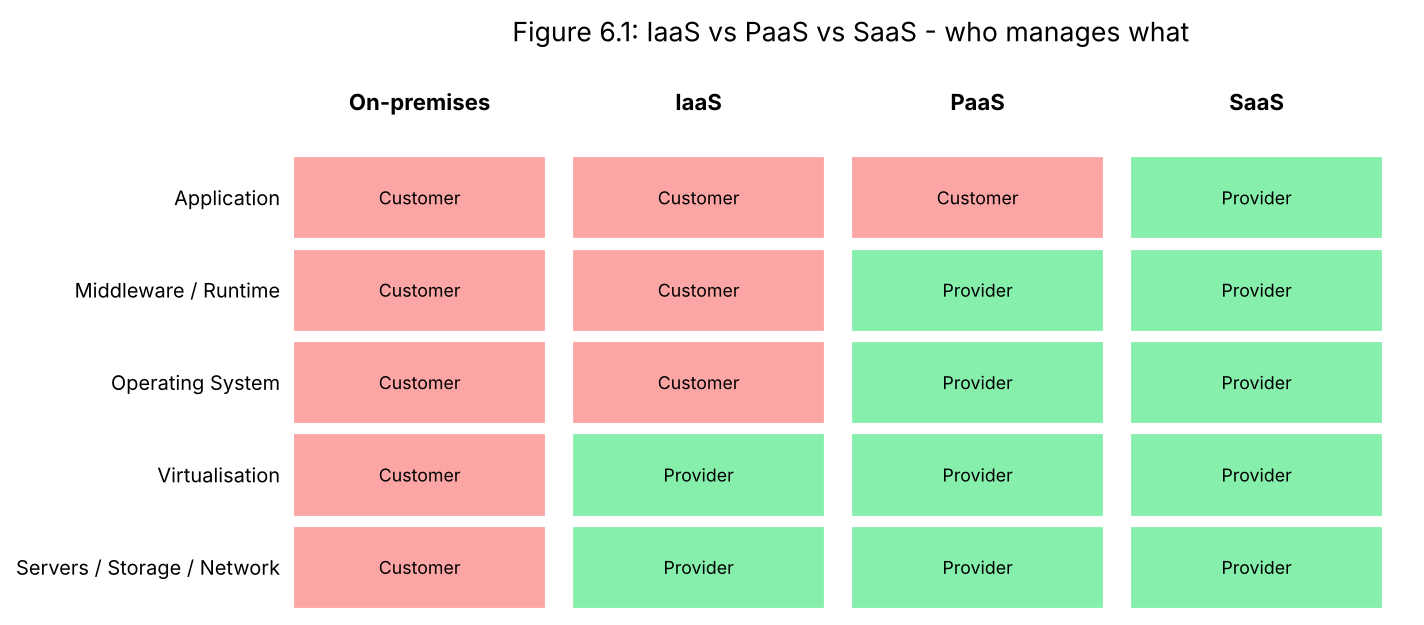 Figure 6.1: IaaS vs PaaS vs SaaS - who manages what
On-premises IaaS PaaS SaaS
Application Customer Customer Customer Provider
Middleware / Runtime Customer Customer Provider Provider
Operating System Customer Customer Provider Provider
Virtualisation Customer Provider Provider Provider
Servers / Storage / Network Customer Provider Provider Provider